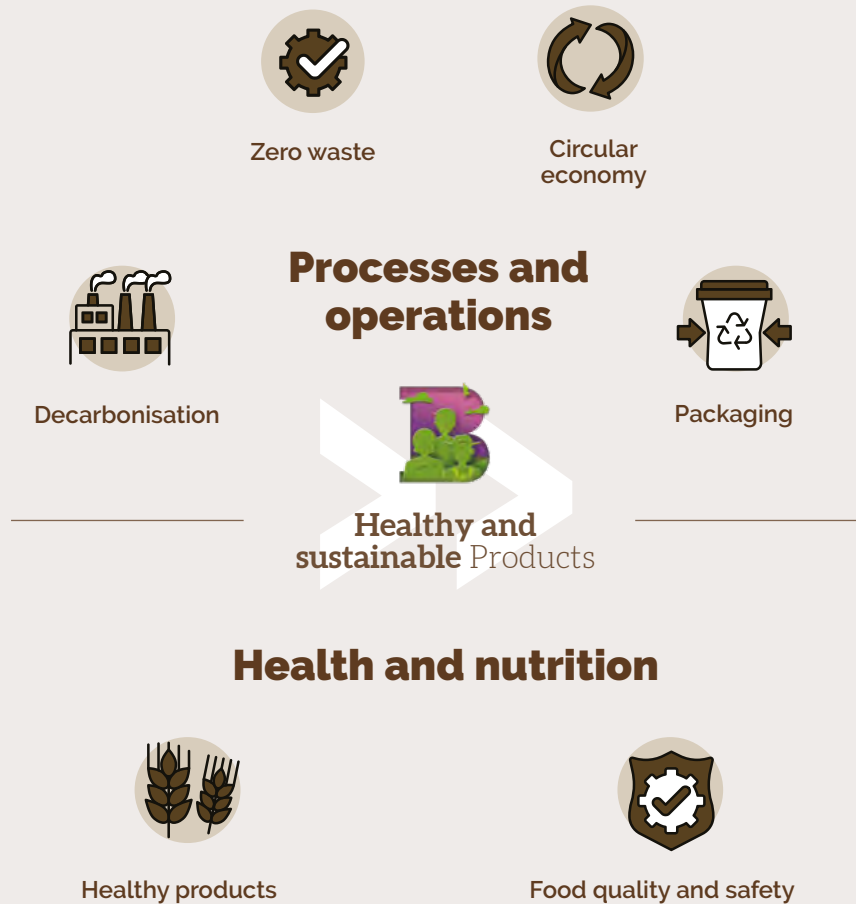 Zero waste
Circular
economy
Processes and
operations
Decarbonisation
Packaging
B
Healthy and
sustainable Products
Health and nutrition
Healthy products
Food quality and safety